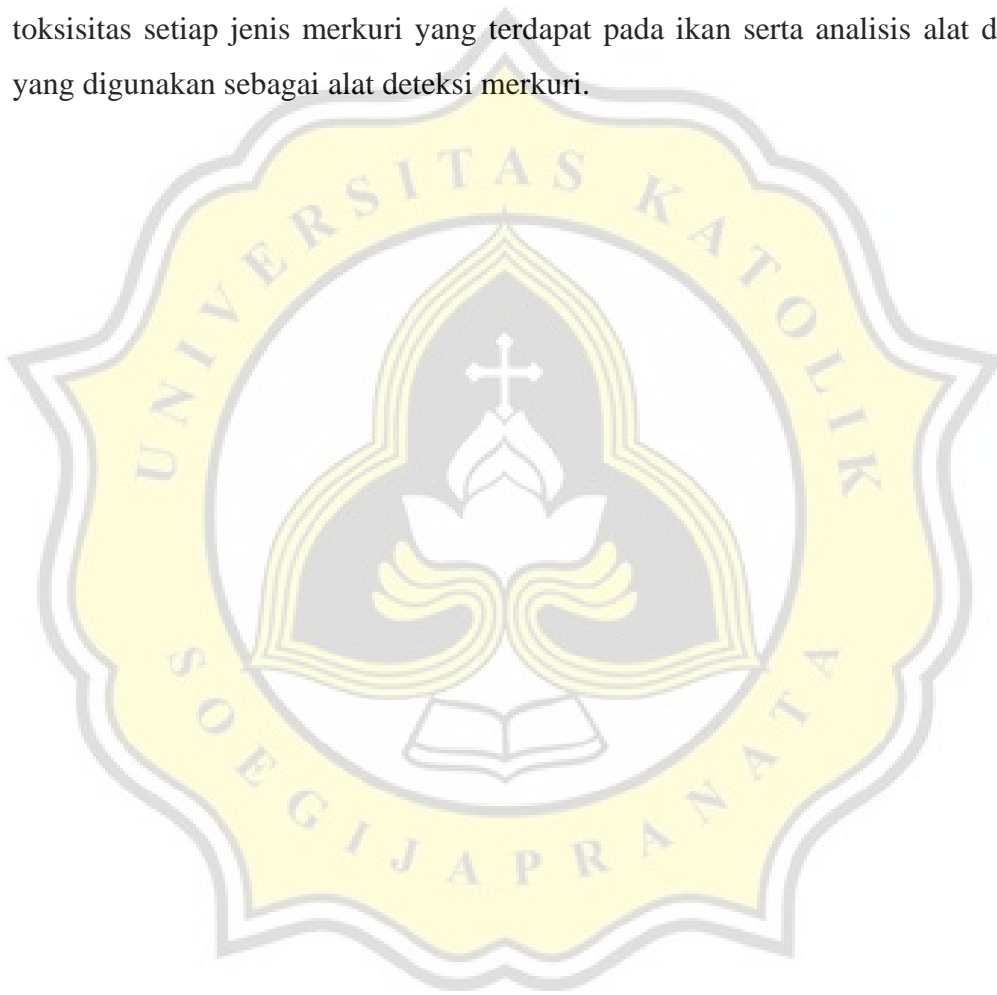 toksisitas setiap jenis merkuri yang terdapat pada ikan serta analisis alat d
yang digunakan sebagai alat deteksi merkuri.
UNIVERSITAS KATOLIK
SOEGIJAPRANATA